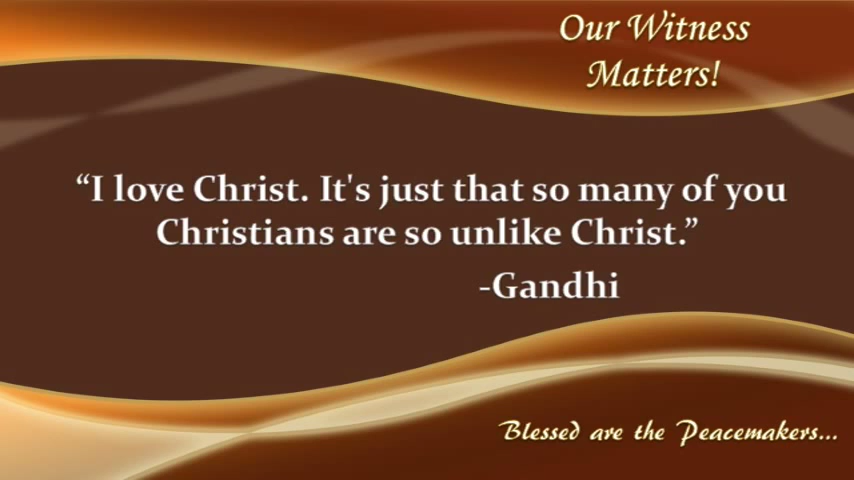 Our Witness
Matters!
“I love Christ. It's just that so many of you
Christians are so unlike Christ.”
-Gandhi
Blessed are the Peacemakers...